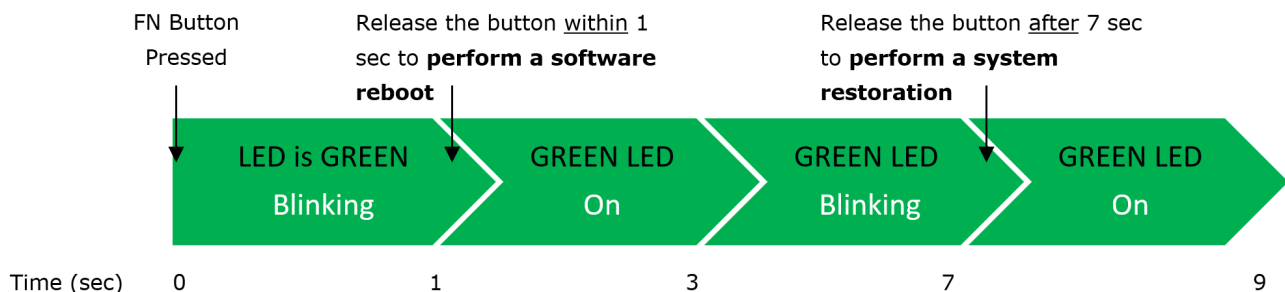 FN Button
Pressed
Release the button within 1
sec to perform a software
reboot
Release the button after 7 sec
to perform a system
restoration
LED is GREEN
Blinking
GREEN LED
On
GREEN LED
Blinking
GREEN LED
On
Time (sec) 0 1 3 7 9